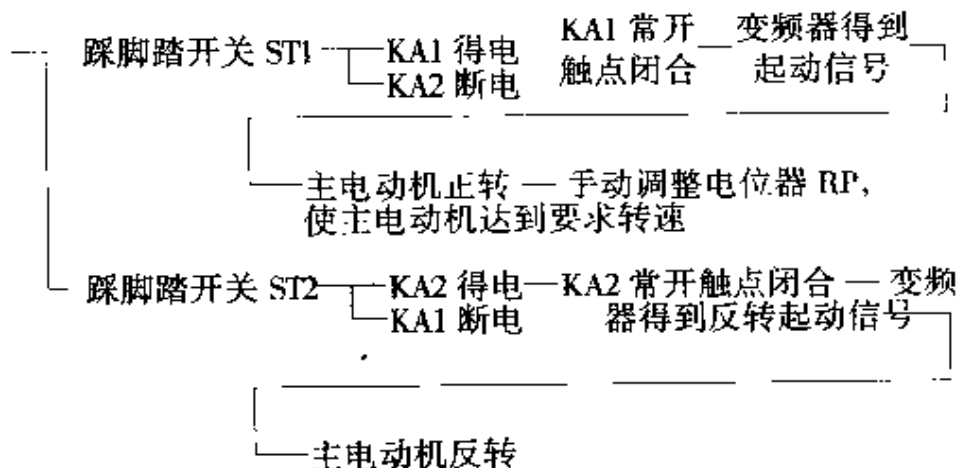 踩脚踏开关 ST1 KA1 得电 KA1 常开 变频器得到
KA2 断电 触点闭合 起动信号
主电动机正转 — 手动调整电位器 RP,
使主电动机达到要求转速
踩脚踏开关 ST2 KA2 得电—KA2 常开触点闭合 — 变频
KA1 断电 器得到反转起动信号
主电动机反转